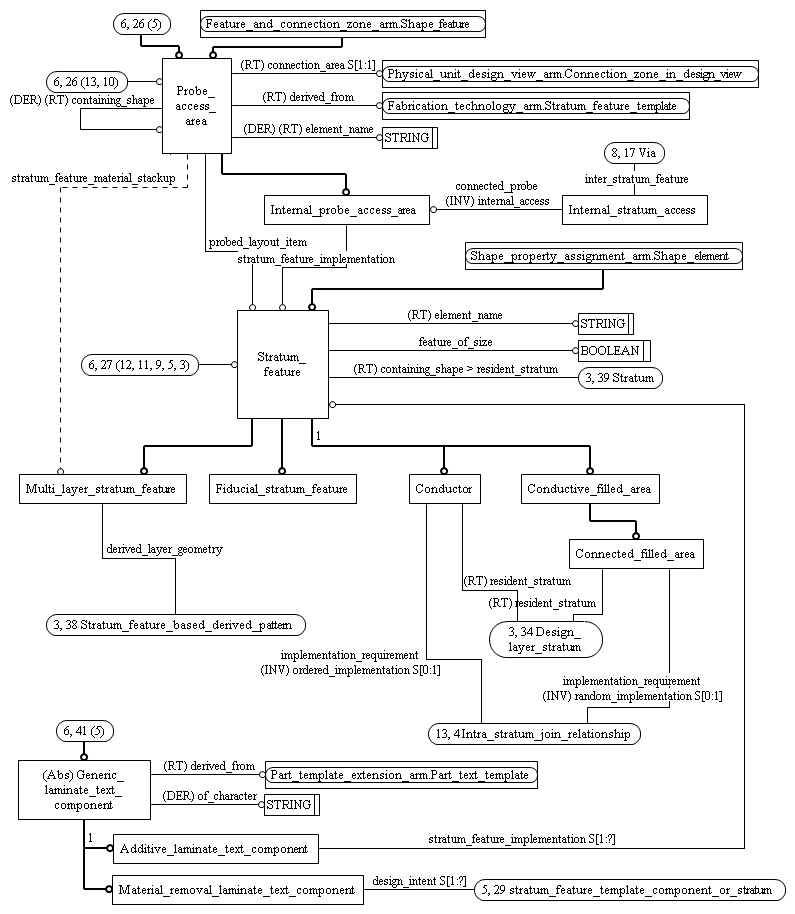 6, 26 (5)
Feature_and_connection_zone_arm.Shape_feature
6, 26 (13, 10)
Probe_
access_
area
(RT) connection_area S[1:1]
Physical_unit_design_view_arm.Connection_zone_in_design_view
(DER) (RT) containing_shape
(RT) derived_from
Fabrication_technology_arm.Stratum_feature_template
(DER) (RT) element_name
STRING
8, 17 Via
stratum_feature_material_stackup
inter_stratum_feature
connected_probe
(INV) internal_access
Internal_probe_access_area
Internal_stratum_access
probed_layout_item
stratum_feature_implementation
Shape_property_assignment_arm.Shape_element
(RT) element_name
STRING
feature_of_size
BOOLEAN
6, 27 (12, 11, 9, 5, 3)
Stratum_
feature
(RT) containing_shape > resident_stratum
3, 39 Stratum
1
Multi_layer_stratum_feature
Fiducial_stratum_feature
Conductor
Conductive_filled_area
derived_layer_geometry
Connected_filled_area
(RT) resident_stratum
(RT) resident_stratum
3, 38 Stratum_feature_based_derived_pattern
3, 34 Design_
layer_stratum
implementation_requirement
(INV) ordered_implementation S[0:1]
implementation_requirement
(INV) random_implementation S[0:1]
13, 4 Intra_stratum_join_relationship
6, 41 (5)
(Abs) Generic_
laminate_text_
component
(RT) derived_from
Part_template_extension_arm.Part_text_template
(DER) of_character
STRING
1
Additive_laminate_text_component
stratum_feature_implementation S[1:?]
Material_removal_laminate_text_component
design_intent S[1:?]
5, 29 stratum_feature_template_component_or_stratum